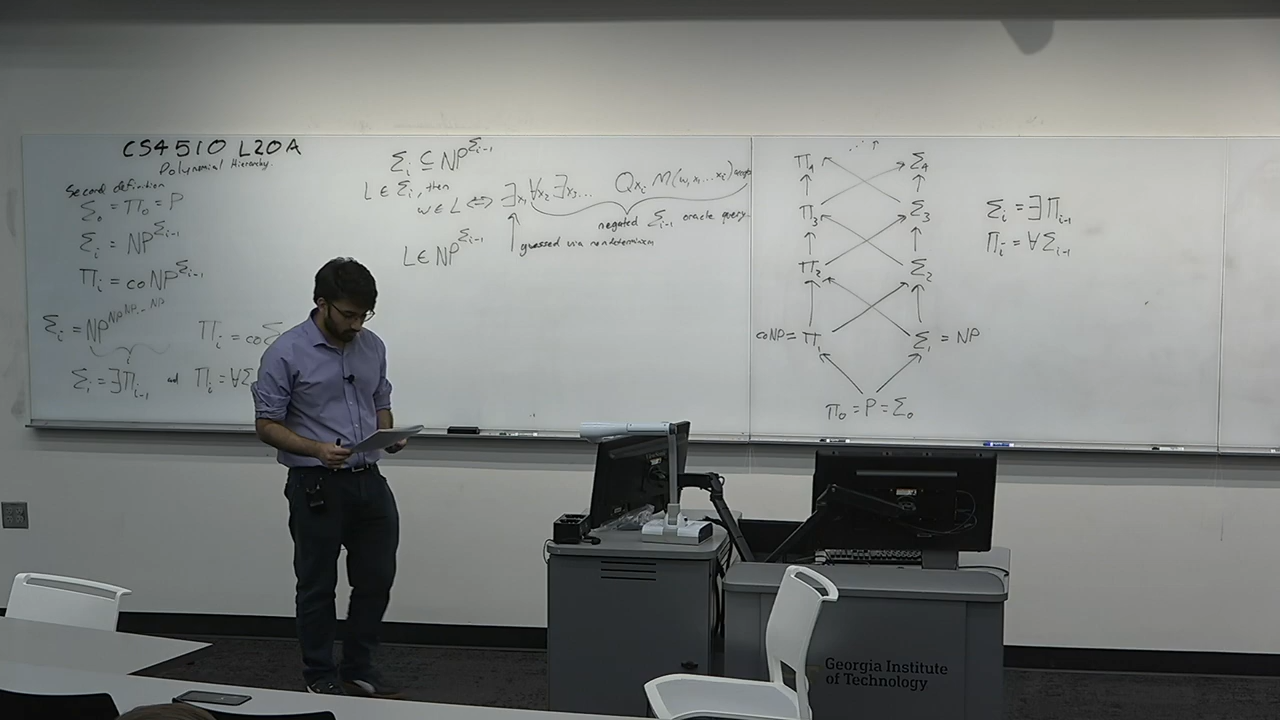 CS4510 L20A
Polynomial Hierarchy.
Second definition
Σ₀ = Π₀ = P
Σᵢ = NP^Σᵢ₋₁
Πᵢ = coNP^Σᵢ₋₁
Σᵢ = NP^NP^NP^...^NP
i
Πᵢ = coΣ
Σᵢ = ∃Πᵢ₋₁ and Πᵢ = ∀Σ
Σᵢ ⊆ NP^Σᵢ₋₁
L ∈ Σᵢ, then
w ∈ L ⟺ ∃x₁ ∀x₂ ∃x₃... Qxᵢ M(w, x₁ ... xᵢ) accepts
negated Σᵢ₋₁ oracle query.
guessed via nondeterminism
L ∈ NP^Σᵢ₋₁
Π₄ Σ₄
Π₃ Σ₃
Π₂ Σ₂
coNP = Π₁ Σ₁ = NP
Π₀ = P = Σ₀
Σᵢ = ∃Πᵢ₋₁
Πᵢ = ∀Σᵢ₋₁
Georgia Institute
of Technology